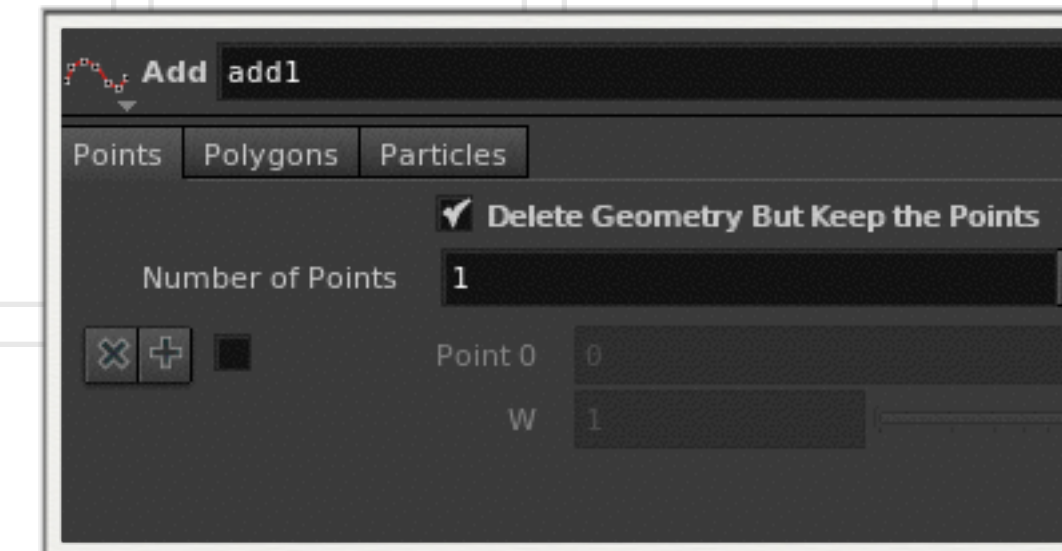 Add add1
Points Polygons Particles
Delete Geometry But Keep the Points
Number of Points 1
Point 0 0
W 1